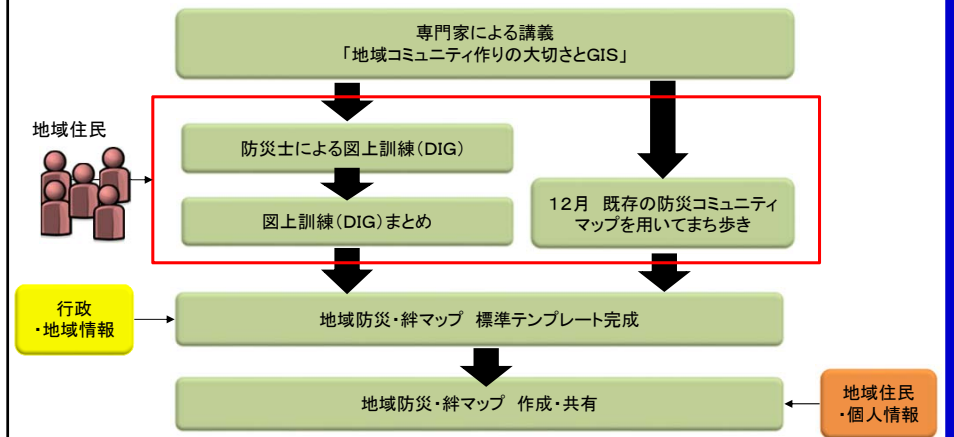 専門家による講義
「地域コミュニティ作りの大切さとGIS」
地域住民
防災士による図上訓練(DIG)
図上訓練(DIG)まとめ
12月　既存の防災コミュニティ
マップを用いてまち歩き
行政
・地域情報
地域防災・絆マップ　標準テンプレート完成
地域防災・絆マップ　作成・共有
地域住民
・個人情報